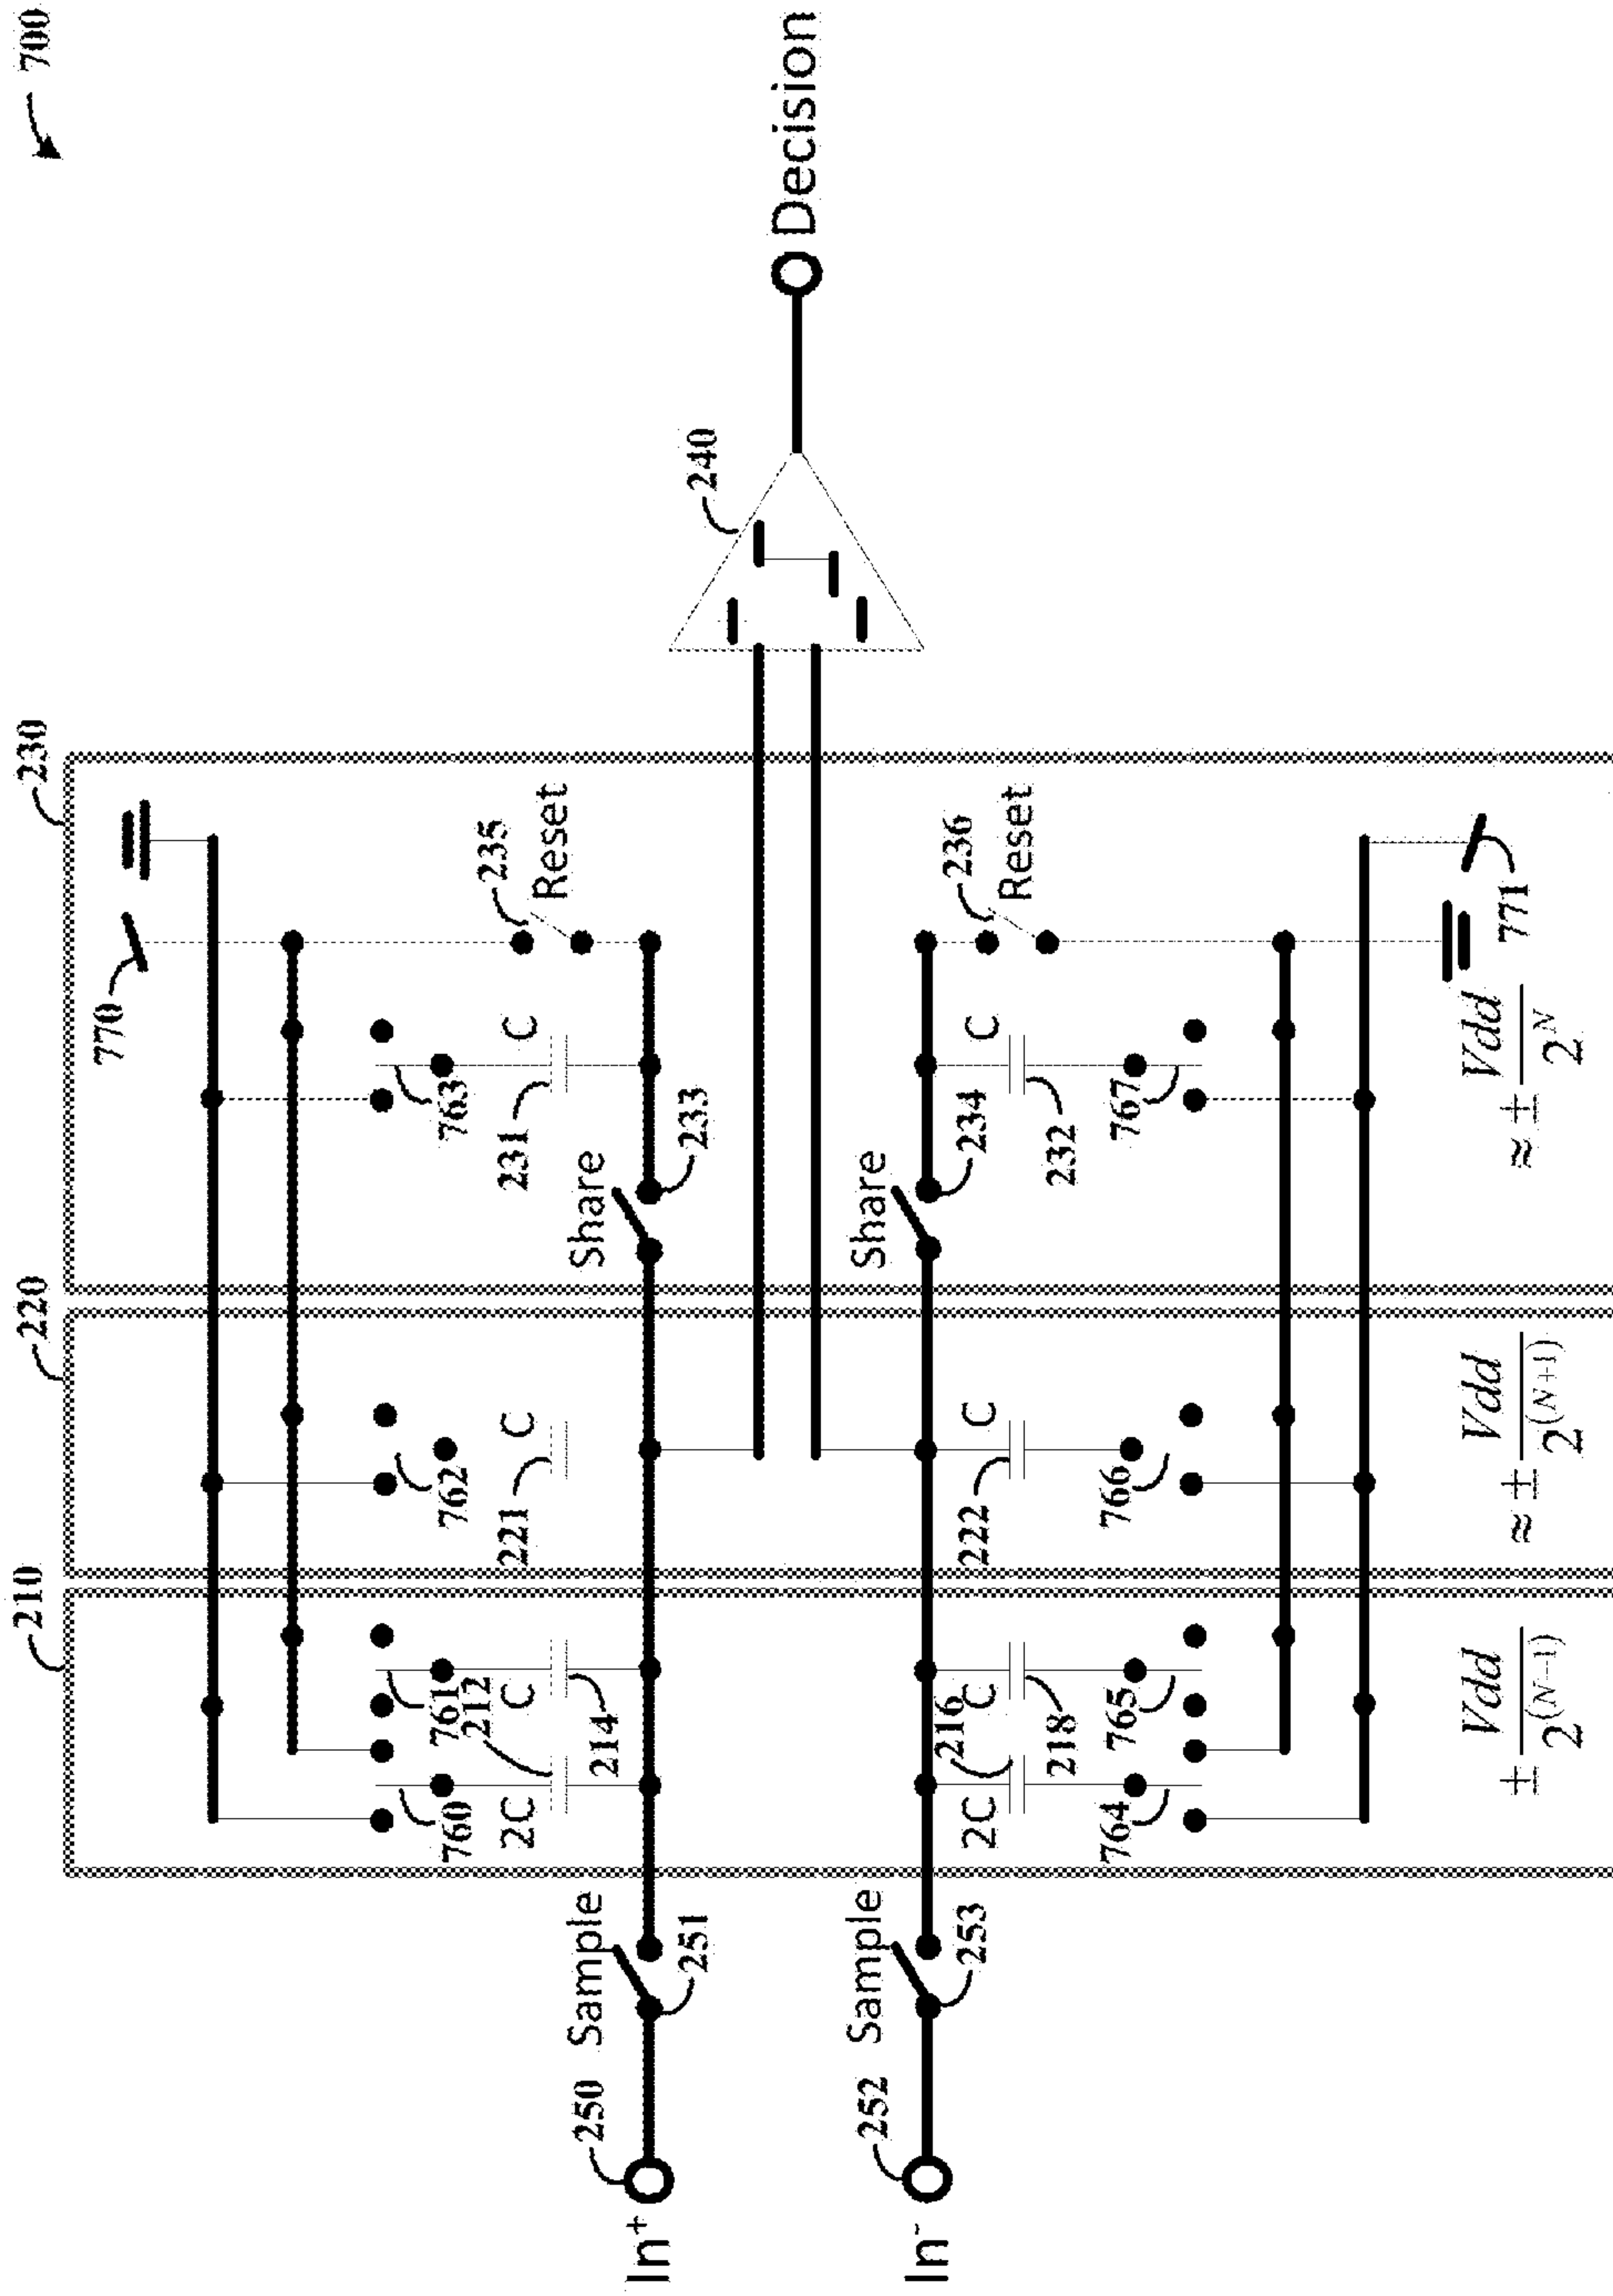 700
210
220
230
770
760
761
212
2C
C
214
762
221
C
763
231
C
235
Reset
In⁺
250
Sample
251
Share
233
240
Decision
In⁻
252
Sample
253
Share
234
2C
216
C
218
764
765
222
C
766
C
232
767
236
Reset
771
± Vdd / 2^(N−1)
≈ ± Vdd / 2^(N+1)
≈ ± Vdd / 2^N